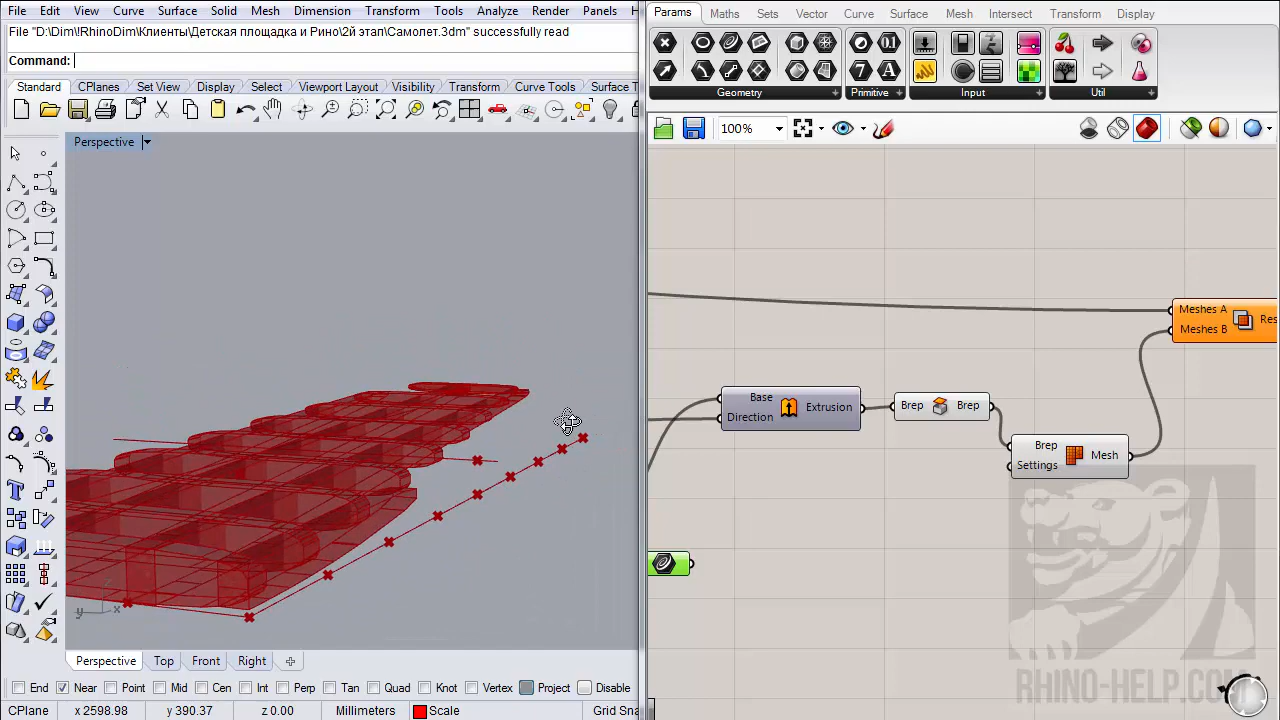 File Edit View Curve Surface Solid Mesh Dimension Transform Tools Analyze Render Panels
File "D:\Dim\!RhinoDim\Клиенты\Детская площадка и Рино\2й этап\Самолет.3dm" successfully read
Command:
Standard CPlanes Set View Display Select Viewport Layout Visibility Transform Curve Tools Surface T
Perspective
z
y x
Perspective Top Front Right
End Near Point Mid Cen Int Perp Tan Quad Knot Vertex Project Disable
CPlane x 2598.98 y 390.37 z 0.00 Millimeters Scale Grid Sna
Params Maths Sets Vector Curve Surface Mesh Intersect Transform Display
Geometry Primitive Input Util
100%
Meshes A
Meshes B
Res
Base
Direction
Extrusion
Brep Brep
Brep
Settings
Mesh
RHINO-HELP.COM